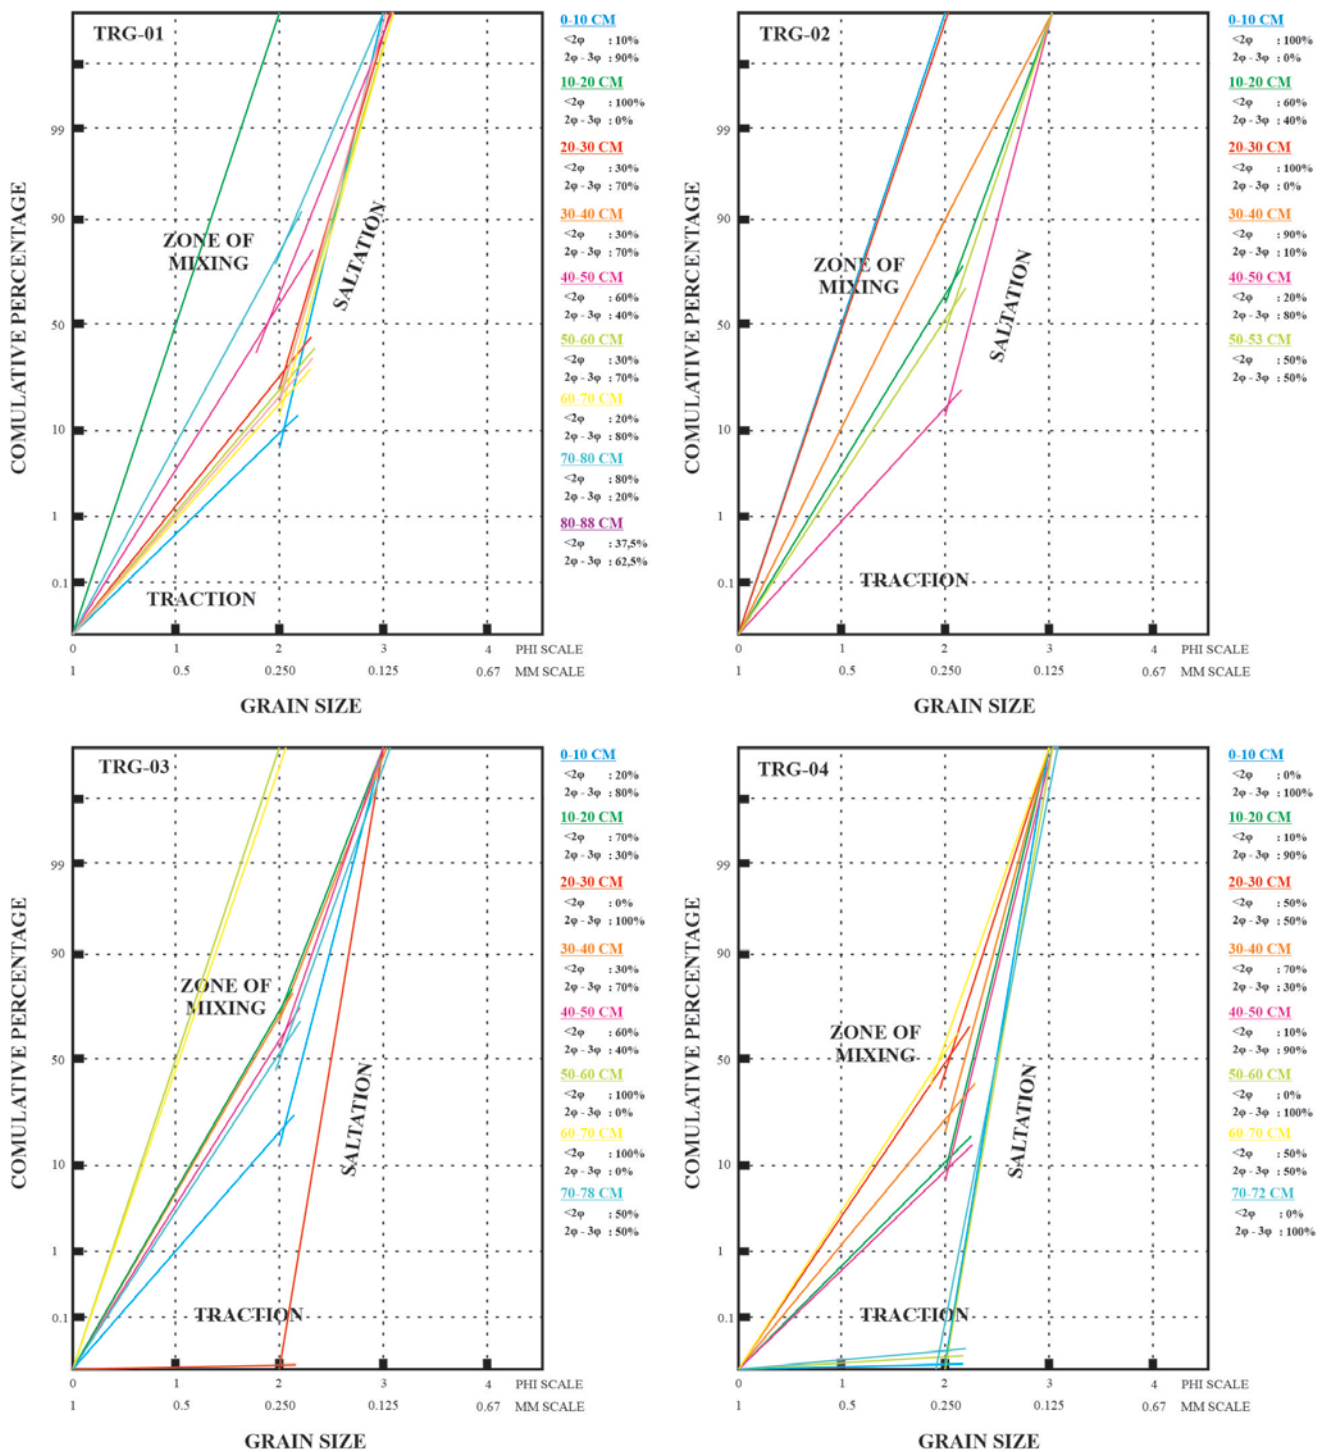 TRG-01
COMULATIVE PERCENTAGE
99
90
50
10
1
0.1
ZONE OF
MIXING
SALTATION
TRACTION
0 1 2 3 4 PHI SCALE
1 0.5 0.250 0.125 0.67 MM SCALE
GRAIN SIZE
0-10 CM
<2φ : 10%
2φ - 3φ : 90%
10-20 CM
<2φ : 100%
2φ - 3φ : 0%
20-30 CM
<2φ : 30%
2φ - 3φ : 70%
30-40 CM
<2φ : 30%
2φ - 3φ : 70%
40-50 CM
<2φ : 60%
2φ - 3φ : 40%
50-60 CM
<2φ : 30%
2φ - 3φ : 70%
60-70 CM
<2φ : 20%
2φ - 3φ : 80%
70-80 CM
<2φ : 80%
2φ - 3φ : 20%
80-88 CM
<2φ : 37,5%
2φ - 3φ : 62,5%
TRG-02
COMULATIVE PERCENTAGE
99
90
50
10
1
0.1
ZONE OF
MIXING
SALTATION
TRACTION
0 1 2 3 4 PHI SCALE
1 0.5 0.250 0.125 0.67 MM SCALE
GRAIN SIZE
0-10 CM
<2φ : 100%
2φ - 3φ : 0%
10-20 CM
<2φ : 60%
2φ - 3φ : 40%
20-30 CM
<2φ : 100%
2φ - 3φ : 0%
30-40 CM
<2φ : 90%
2φ - 3φ : 10%
40-50 CM
<2φ : 20%
2φ - 3φ : 80%
50-53 CM
<2φ : 50%
2φ - 3φ : 50%
TRG-03
COMULATIVE PERCENTAGE
99
90
50
10
1
0.1
ZONE OF
MIXING
SALTATION
TRACTION
0 1 2 3 4 PHI SCALE
1 0.5 0.250 0.125 0.67 MM SCALE
GRAIN SIZE
0-10 CM
<2φ : 20%
2φ - 3φ : 80%
10-20 CM
<2φ : 70%
2φ - 3φ : 30%
20-30 CM
<2φ : 0%
2φ - 3φ : 100%
30-40 CM
<2φ : 30%
2φ - 3φ : 70%
40-50 CM
<2φ : 60%
2φ - 3φ : 40%
50-60 CM
<2φ : 100%
2φ - 3φ : 0%
60-70 CM
<2φ : 100%
2φ - 3φ : 0%
70-78 CM
<2φ : 50%
2φ - 3φ : 50%
TRG-04
COMULATIVE PERCENTAGE
99
90
50
10
1
0.1
ZONE OF
MIXING
SALTATION
TRACTION
0 1 2 3 4 PHI SCALE
1 0.5 0.250 0.125 0.67 MM SCALE
GRAIN SIZE
0-10 CM
<2φ : 0%
2φ - 3φ : 100%
10-20 CM
<2φ : 10%
2φ - 3φ : 90%
20-30 CM
<2φ : 50%
2φ - 3φ : 50%
30-40 CM
<2φ : 70%
2φ - 3φ : 30%
40-50 CM
<2φ : 10%
2φ - 3φ : 90%
50-60 CM
<2φ : 0%
2φ - 3φ : 100%
60-70 CM
<2φ : 50%
2φ - 3φ : 50%
70-72 CM
<2φ : 0%
2φ - 3φ : 100%